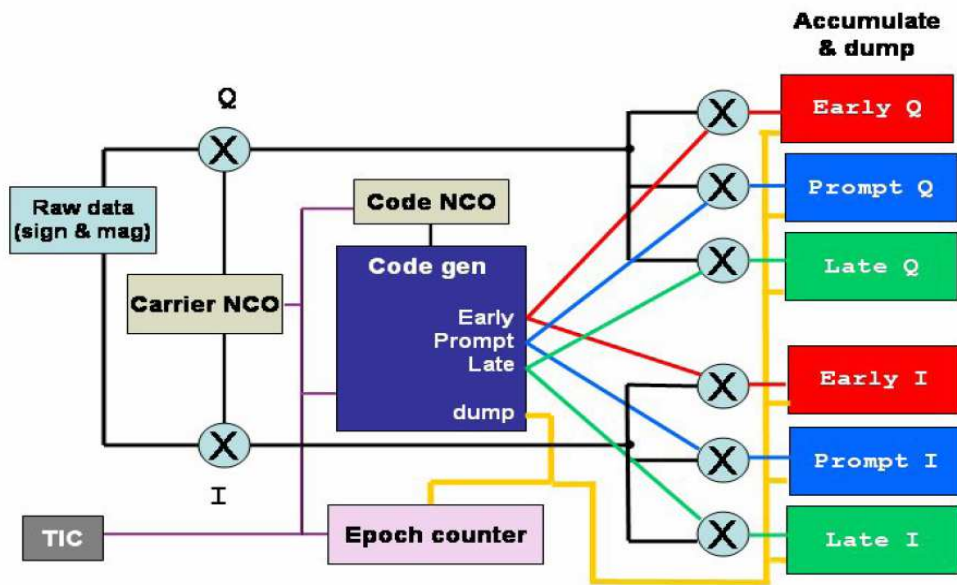 Accumulate
& dump
Q
X
X
Early Q
Raw data
(sign & mag)
Code NCO
X
Prompt Q
Code gen
X
Late Q
Carrier NCO
Early
Prompt
Late
X
Early I
dump
X
I
X
Prompt I
TIC
Epoch counter
X
Late I